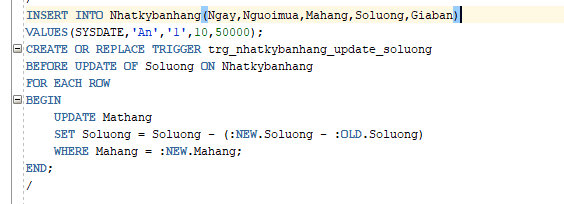 INSERT INTO Nhatkybanhang(Ngay,Nguoimua,Mahang,Soluong,Giaban)
VALUES(SYSDATE,'An','1',10,50000);
CREATE OR REPLACE TRIGGER trg_nhatkybanhang_update_soluong
BEFORE UPDATE OF Soluong ON Nhatkybanhang
FOR EACH ROW
BEGIN
    UPDATE Mathang
    SET Soluong = Soluong - (:NEW.Soluong - :OLD.Soluong)
    WHERE Mahang = :NEW.Mahang;
END;
/